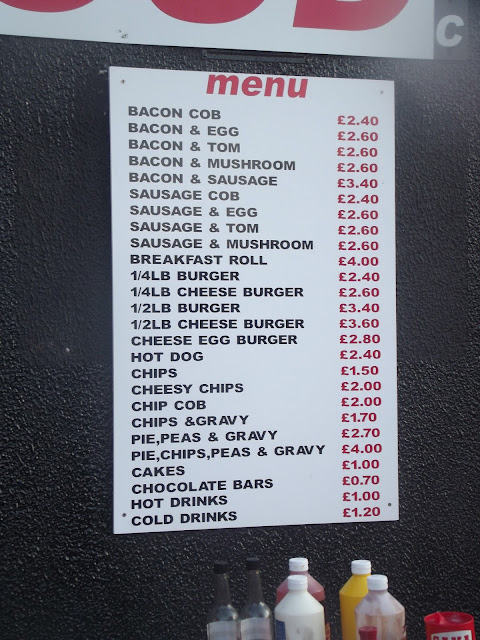 C
menu
BACON COB £2.40
BACON & EGG £2.60
BACON & TOM £2.60
BACON & MUSHROOM £2.60
BACON & SAUSAGE £3.40
SAUSAGE COB £2.40
SAUSAGE & EGG £2.60
SAUSAGE & TOM £2.60
SAUSAGE & MUSHROOM £2.60
BREAKFAST ROLL £4.00
1/4LB BURGER £2.40
1/4LB CHEESE BURGER £2.60
1/2LB BURGER £3.40
1/2LB CHEESE BURGER £3.60
CHEESE EGG BURGER £2.80
HOT DOG £2.40
CHIPS £1.50
CHEESY CHIPS £2.00
CHIP COB £2.00
CHIPS &GRAVY £1.70
PIE,PEAS & GRAVY £2.70
PIE,CHIPS,PEAS & GRAVY £4.00
CAKES £1.00
CHOCOLATE BARS £0.70
HOT DRINKS £1.00
COLD DRINKS £1.20